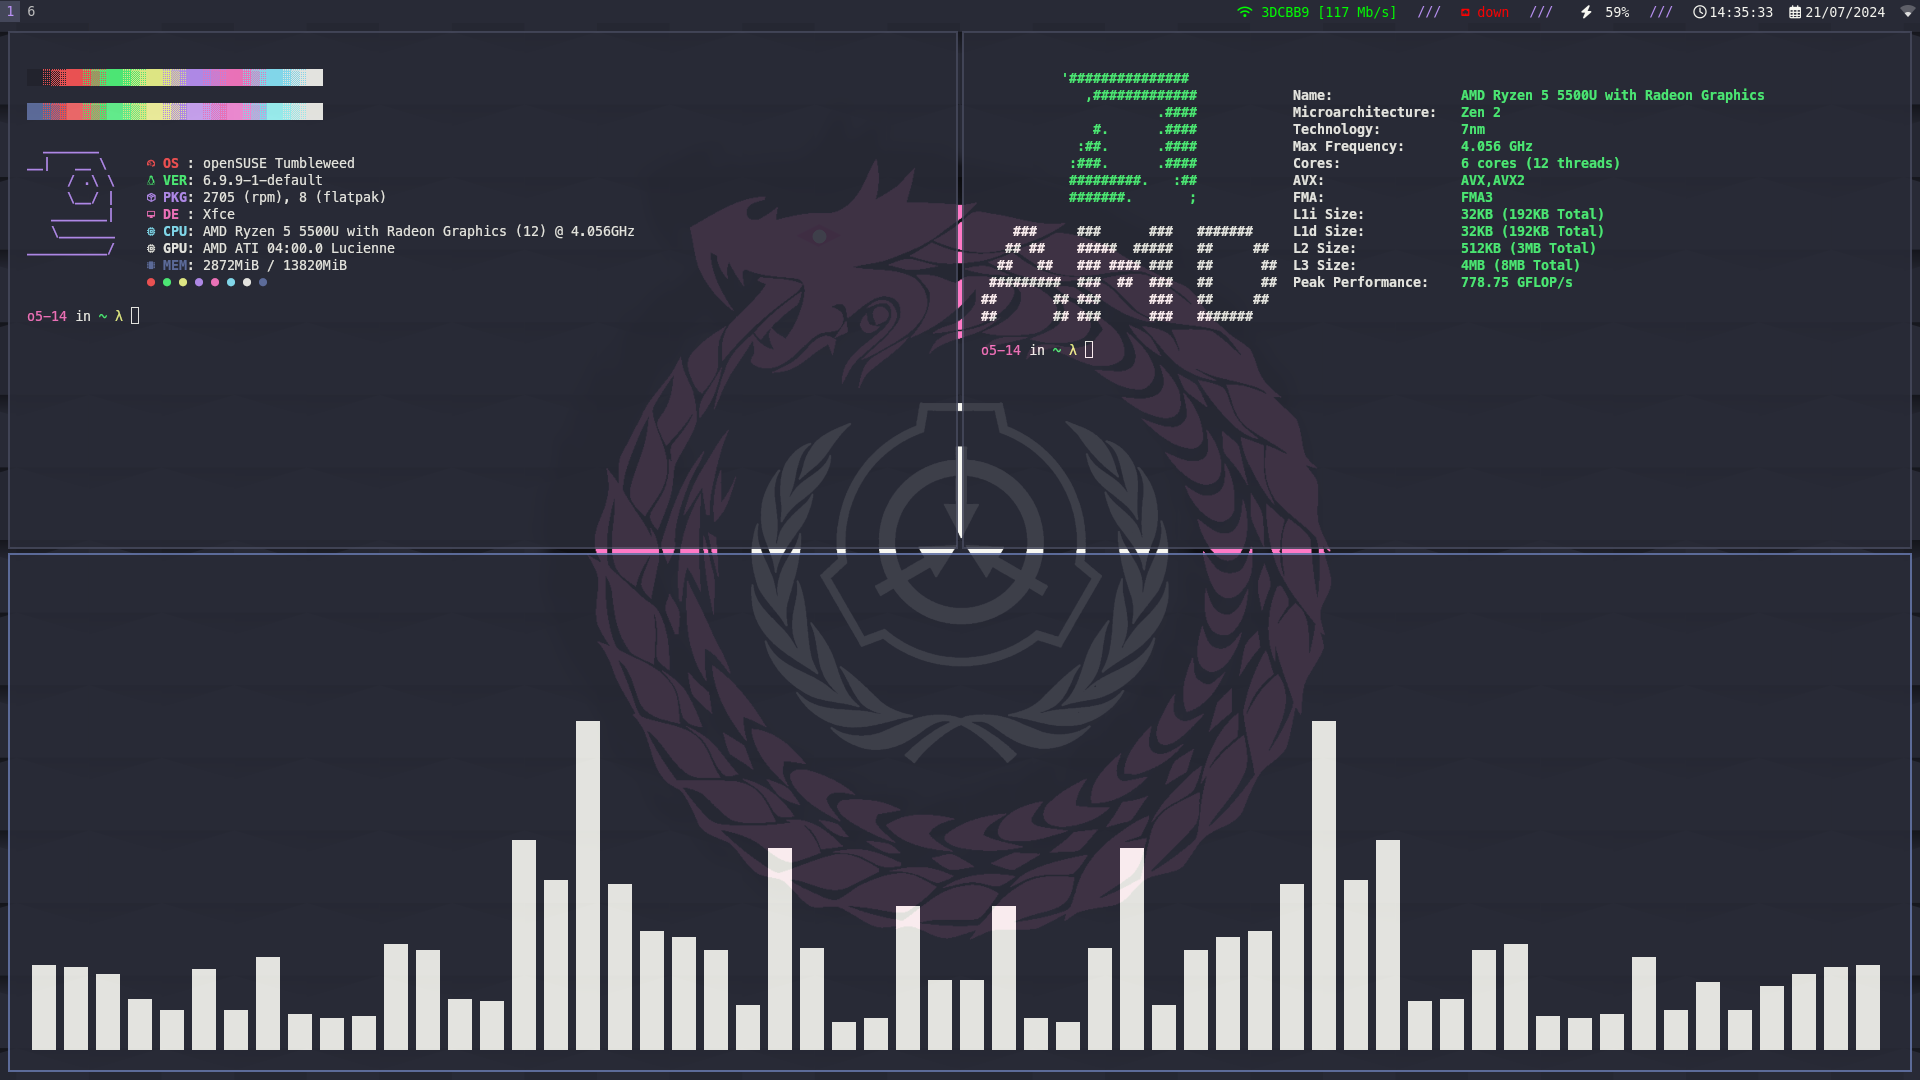 1 6 3DCBB9 [117 Mb/s] /// down /// 59% /// 14:35:33 21/07/2024
OS : openSUSE Tumbleweed
VER: 6.9.9-1-default
PKG: 2705 (rpm), 8 (flatpak)
DE : Xfce
CPU: AMD Ryzen 5 5500U with Radeon Graphics (12) @ 4.056GHz
GPU: AMD ATI 04:00.0 Lucienne
MEM: 2872MiB / 13820MiB
o5-14 in ~ λ
AMD
Name: AMD Ryzen 5 5500U with Radeon Graphics
Microarchitecture: Zen 2
Technology: 7nm
Max Frequency: 4.056 GHz
Cores: 6 cores (12 threads)
AVX: AVX,AVX2
FMA: FMA3
L1i Size: 32KB (192KB Total)
L1d Size: 32KB (192KB Total)
L2 Size: 512KB (3MB Total)
L3 Size: 4MB (8MB Total)
Peak Performance: 778.75 GFLOP/s
o5-14 in ~ λ